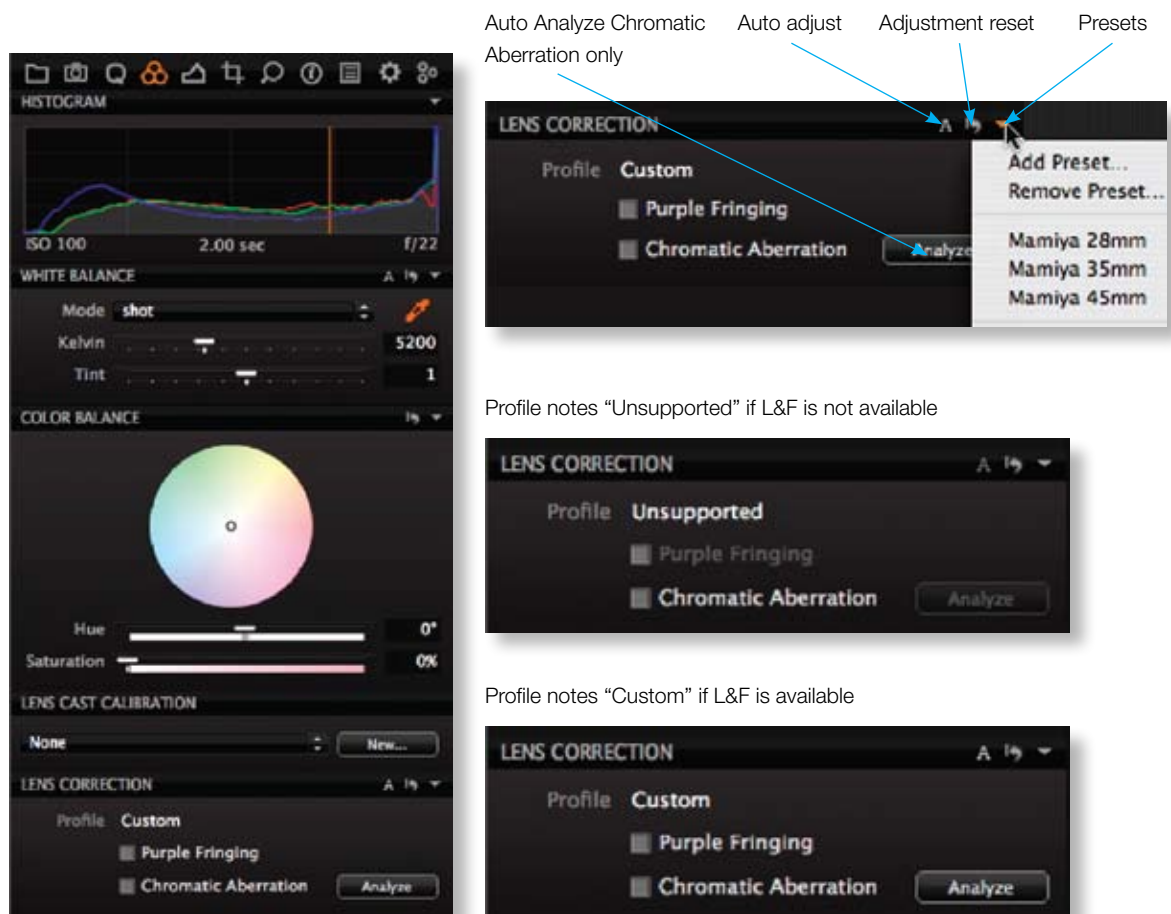 HISTOGRAM
ISO 100 2.00 sec f/22
WHITE BALANCE A
Mode shot
Kelvin 5200
Tint 1
COLOR BALANCE
Hue 0°
Saturation 0%
LENS CAST CALIBRATION
None New...
LENS CORRECTION A
Profile Custom
Purple Fringing
Chromatic Aberration Analyze
Auto Analyze Chromatic
Aberration only
Auto adjust
Adjustment reset
Presets
LENS CORRECTION A
Profile Custom
Purple Fringing
Chromatic Aberration Analyze
Add Preset...
Remove Preset...
Mamiya 28mm
Mamiya 35mm
Mamiya 45mm
Profile notes “Unsupported” if L&F is not available
LENS CORRECTION A
Profile Unsupported
Purple Fringing
Chromatic Aberration Analyze
Profile notes “Custom” if L&F is available
LENS CORRECTION A
Profile Custom
Purple Fringing
Chromatic Aberration Analyze